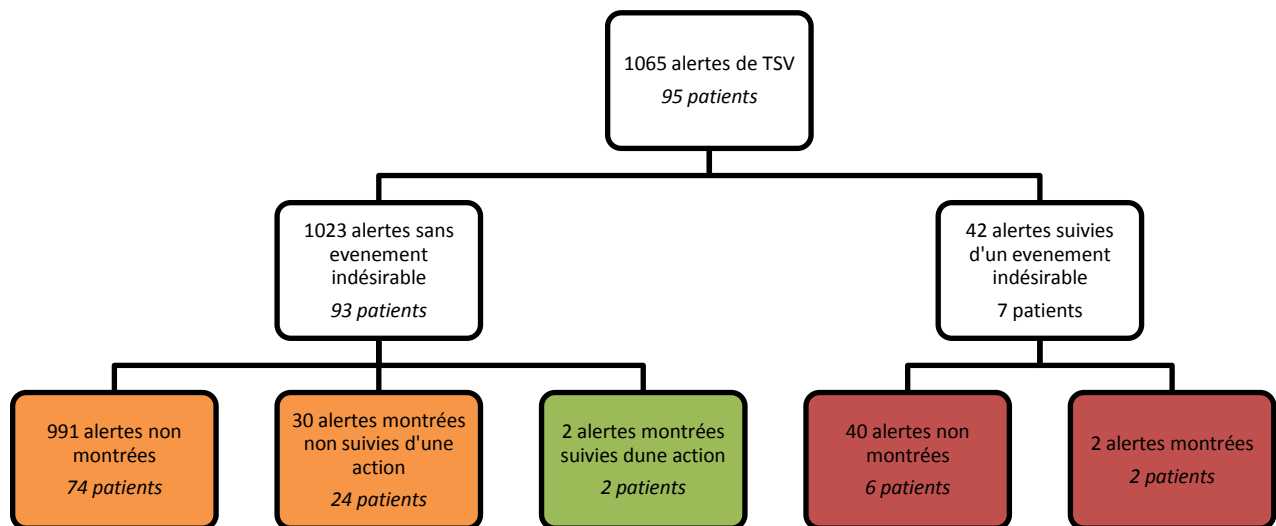 1065 alertes de TSV
95 patients
1023 alertes sans
evenement
indésirable
93 patients
42 alertes suivies
d'un evenement
indésirable
7 patients
991 alertes non
montrées
74 patients
30 alertes montrées
non suivies d'une
action
24 patients
2 alertes montrées
suivies dune action
2 patients
40 alertes non
montrées
6 patients
2 alertes montrées
2 patients